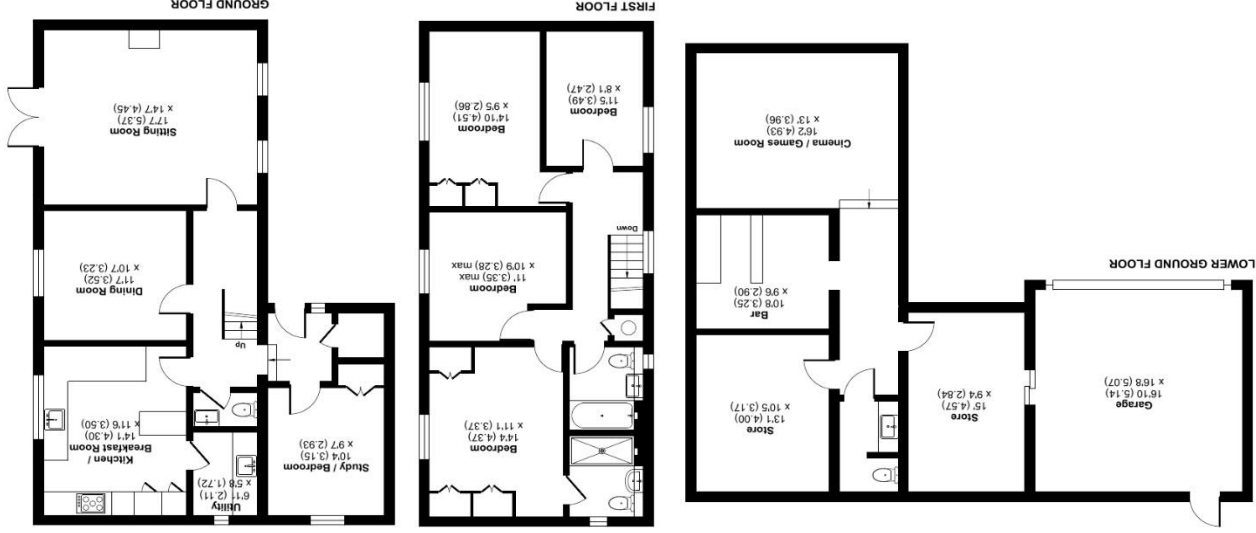 Garage
16'10 (5.14)
x 16'8 (5.07)
Store
15' (4.57)
x 9'4 (2.84)
Store
13'1 (4.00)
x 10'5 (3.17)
Bar
10'8 (3.25)
x 9'6 (2.90)
Cinema / Games Room
16'2 (4.93)
x 13' (3.96)
LOWER GROUND FLOOR
Bedroom
14'4 (4.37)
x 11'1 (3.37)
Bedroom
11' (3.35) max
x 10'9 (3.28) max
Down
Bedroom
14'10 (4.51)
x 9'5 (2.86)
Bedroom
11'5 (3.49)
x 8'1 (2.47)
FIRST FLOOR
Study / Bedroom
10'4 (3.15)
x 9'7 (2.93)
Utility
6'11 (2.11)
x 5'8 (1.72)
Kitchen /
Breakfast Room
14'1 (4.30)
x 11'6 (3.50)
Up
Dining Room
11'7 (3.52)
x 10'7 (3.23)
Sitting Room
17'7 (5.37)
x 14'7 (4.45)
GROUND FLOOR